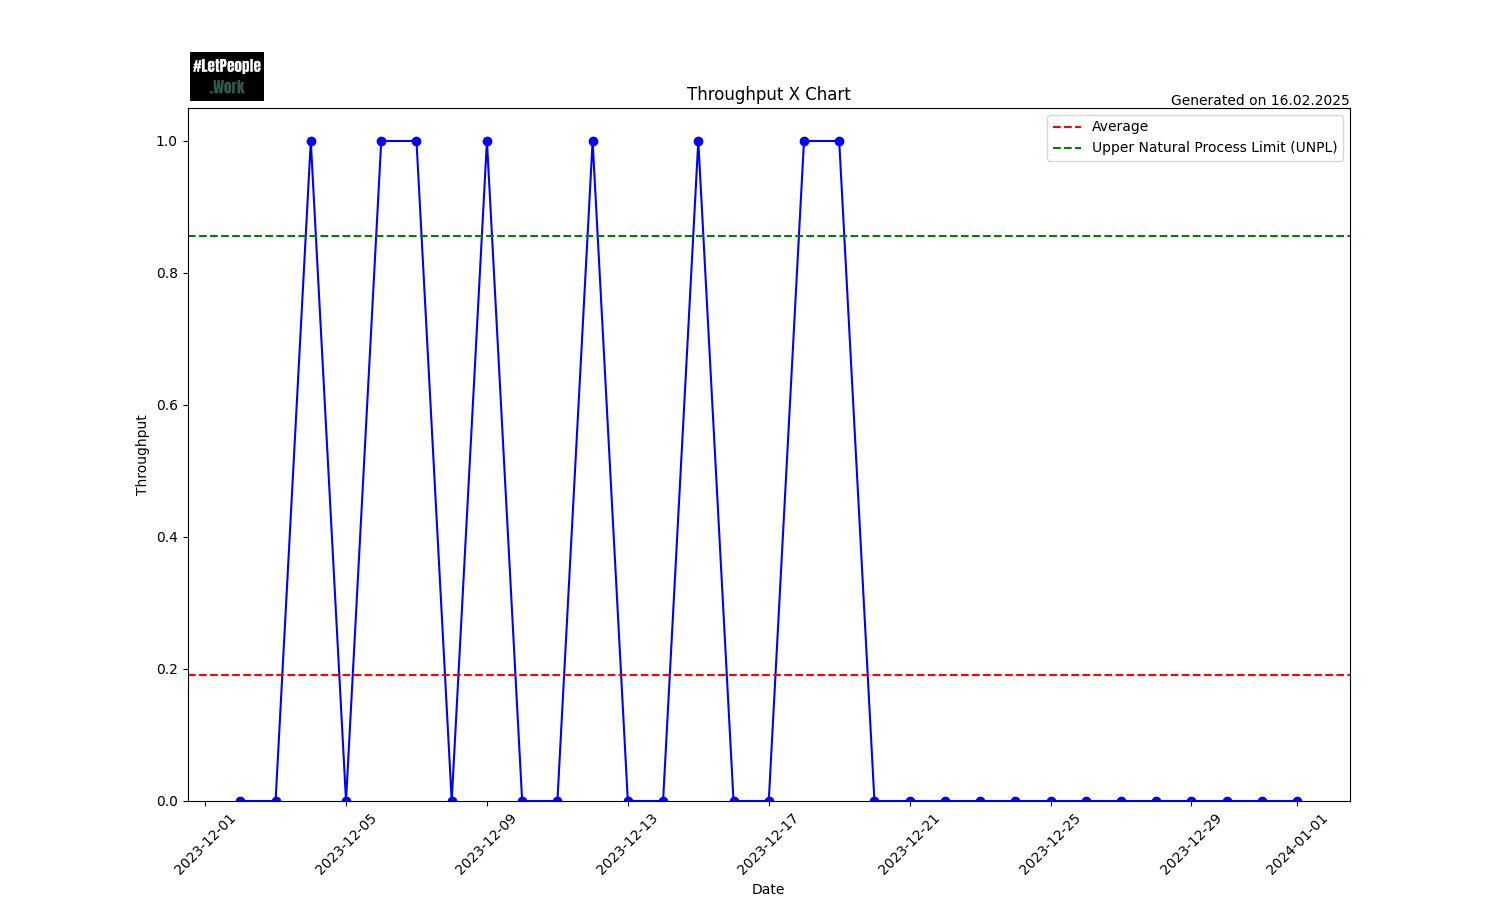 #LetPeople
.Work
Throughput X Chart
Generated on 16.02.2025
Average
Upper Natural Process Limit (UNPL)
1.0
0.8
0.6
0.4
0.2
0.0
Throughput
2023-12-01
2023-12-05
2023-12-09
2023-12-13
2023-12-17
2023-12-21
2023-12-25
2023-12-29
2024-01-01
Date